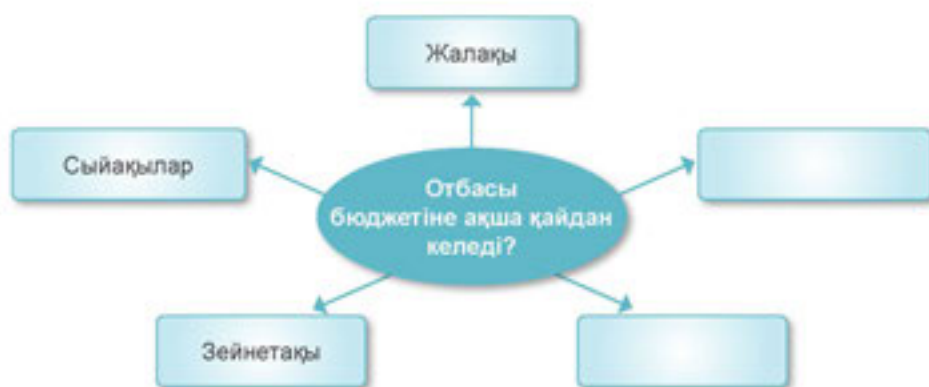 Жалақы
Сыйақылар
Отбасы
бюджетіне ақша қайдан
келеді?
Зейнетақы